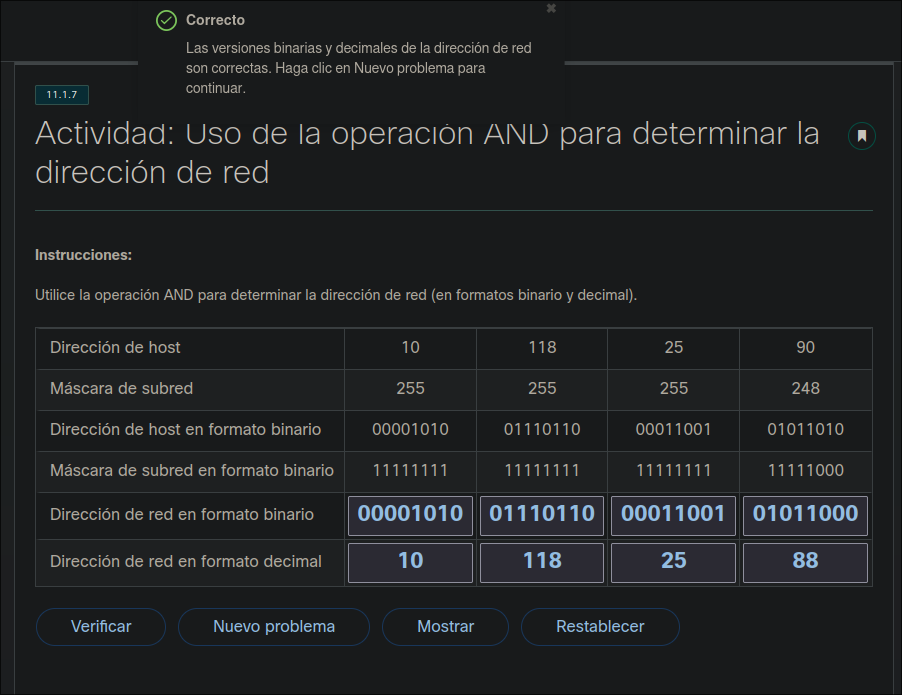 Correcto
Las versiones binarias y decimales de la dirección de red
son correctas. Haga clic en Nuevo problema para
continuar.
11.1.7
Actividad: Uso de la operación AND para determinar la
dirección de red
Instrucciones:
Utilice la operación AND para determinar la dirección de red (en formatos binario y decimal).
Dirección de host 10 118 25 90
Máscara de subred 255 255 255 248
Dirección de host en formato binario 00001010 01110110 00011001 01011010
Máscara de subred en formato binario 11111111 11111111 11111111 11111000
Dirección de red en formato binario 00001010 01110110 00011001 01011000
Dirección de red en formato decimal 10 118 25 88
Verificar Nuevo problema Mostrar Restablecer